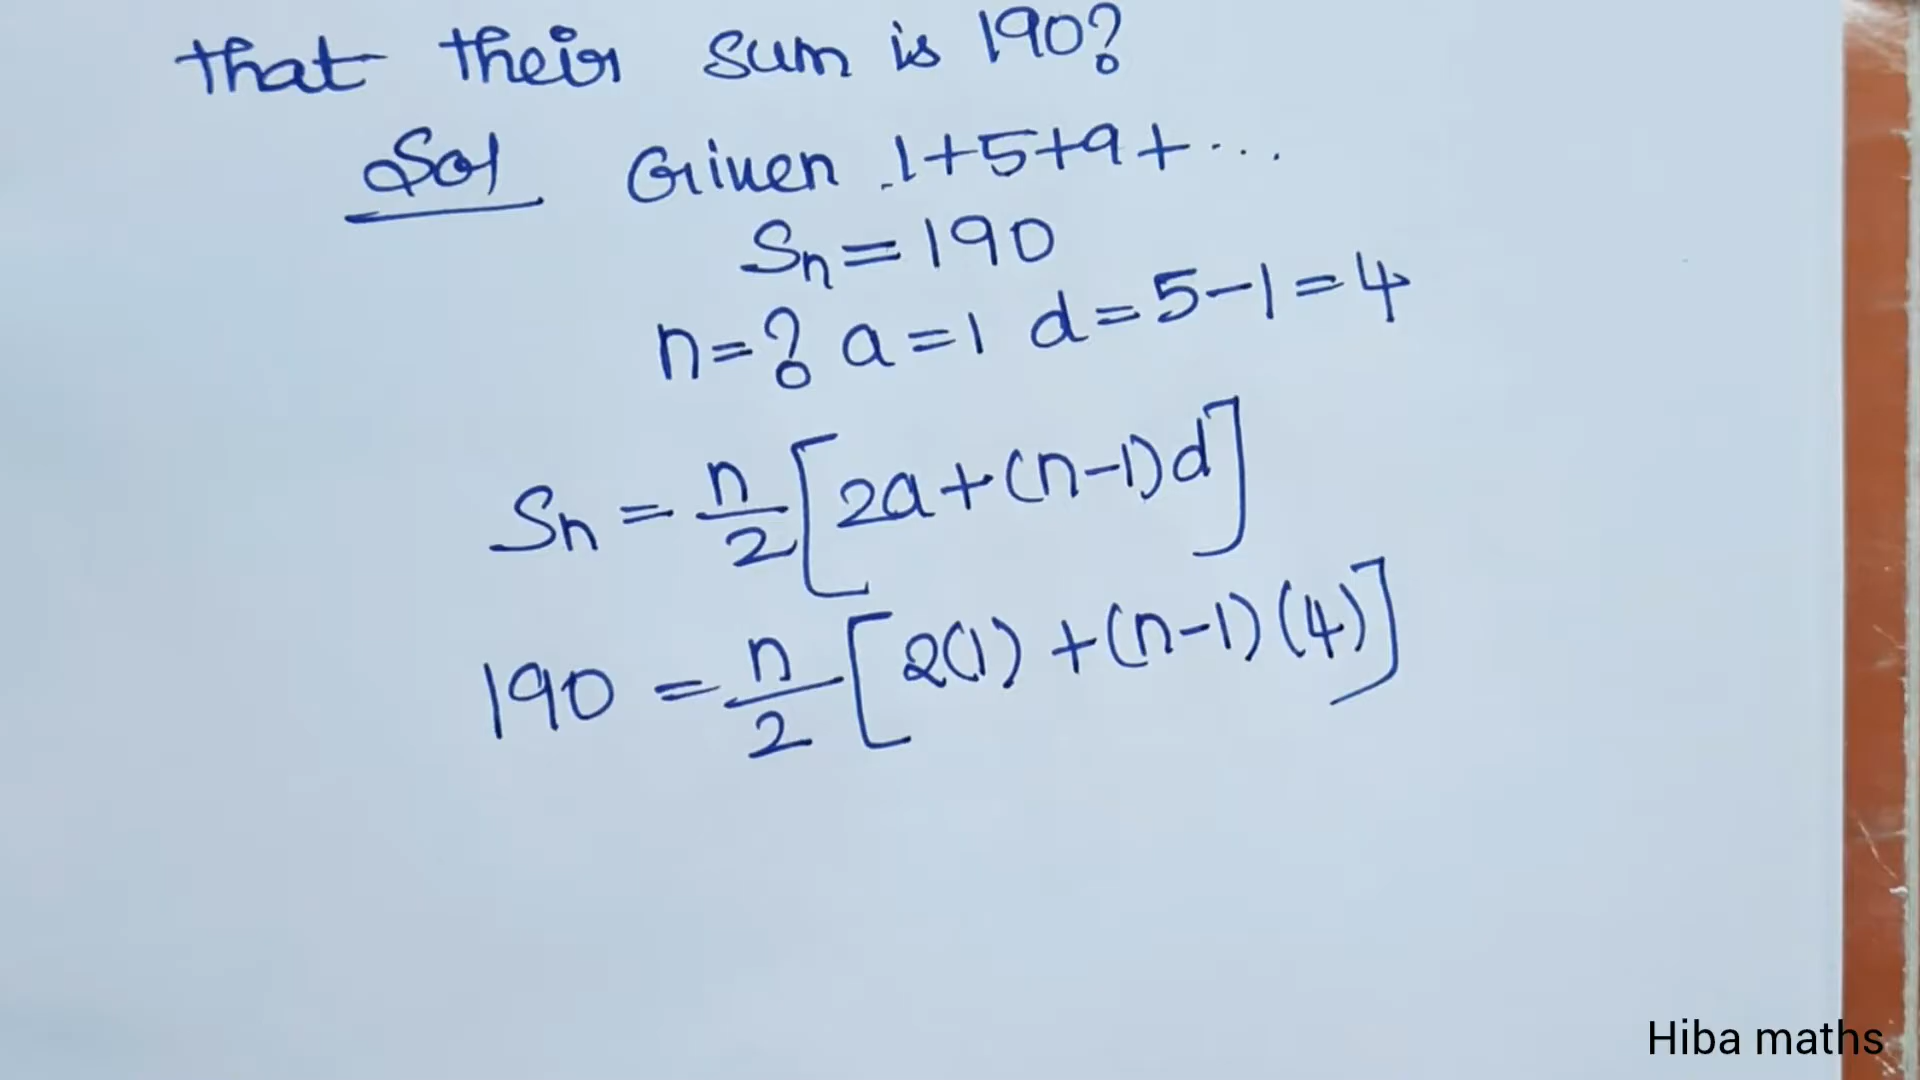 that their sum is 190?
Sol Given 1+5+9+...
Sn = 190
n=? a=1 d=5-1=4
Sn = n/2 [2a+(n-1)d]
190 = n/2 [2(1)+(n-1)(4)]
Hiba maths